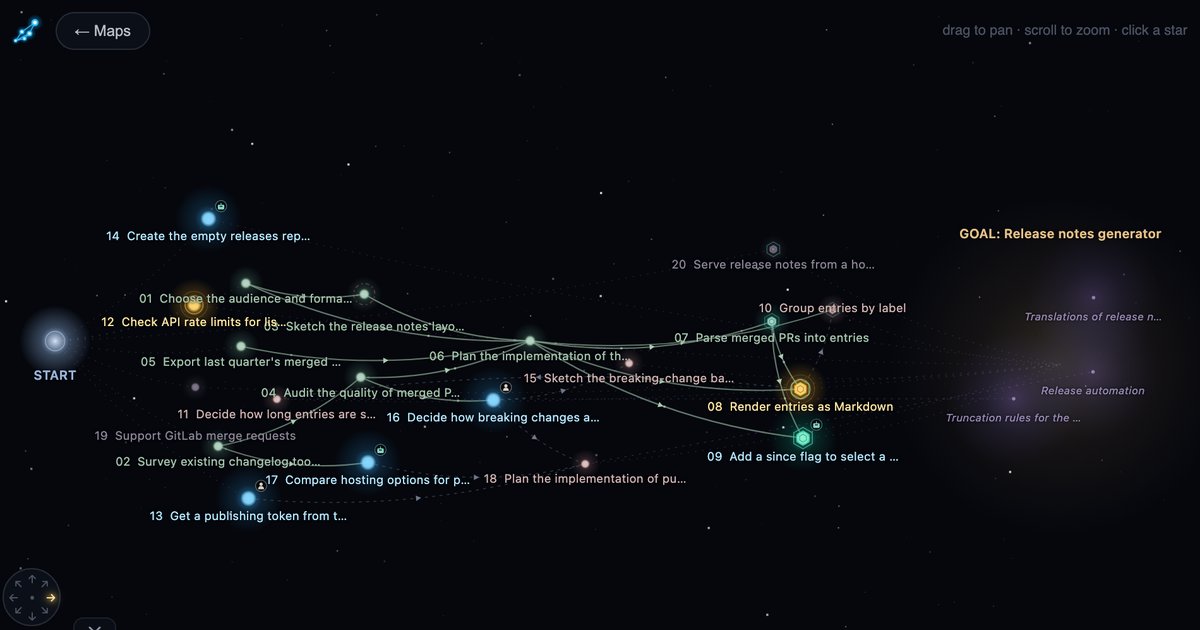 ← Maps
drag to pan · scroll to zoom · click a star
14 Create the empty releases rep...
GOAL: Release notes generator
20 Serve release notes from a ho...
01 Choose the audience and forma...
10 Group entries by label
Translations of release n...
12 Check API rate limits for lis...
03 Sketch the release notes layo...
07 Parse merged PRs into entries
05 Export last quarter's merged ...
06 Plan the implementation of th...
START
15 Sketch the breaking-change ba...
04 Audit the quality of merged P...
Release automation
11 Decide how long entries are s...
16 Decide how breaking changes a...
08 Render entries as Markdown
Truncation rules for the ...
19 Support GitLab merge requests
02 Survey existing changelog too...
09 Add a since flag to select a ...
17 Compare hosting options for p...
18 Plan the implementation of pu...
13 Get a publishing token from t...